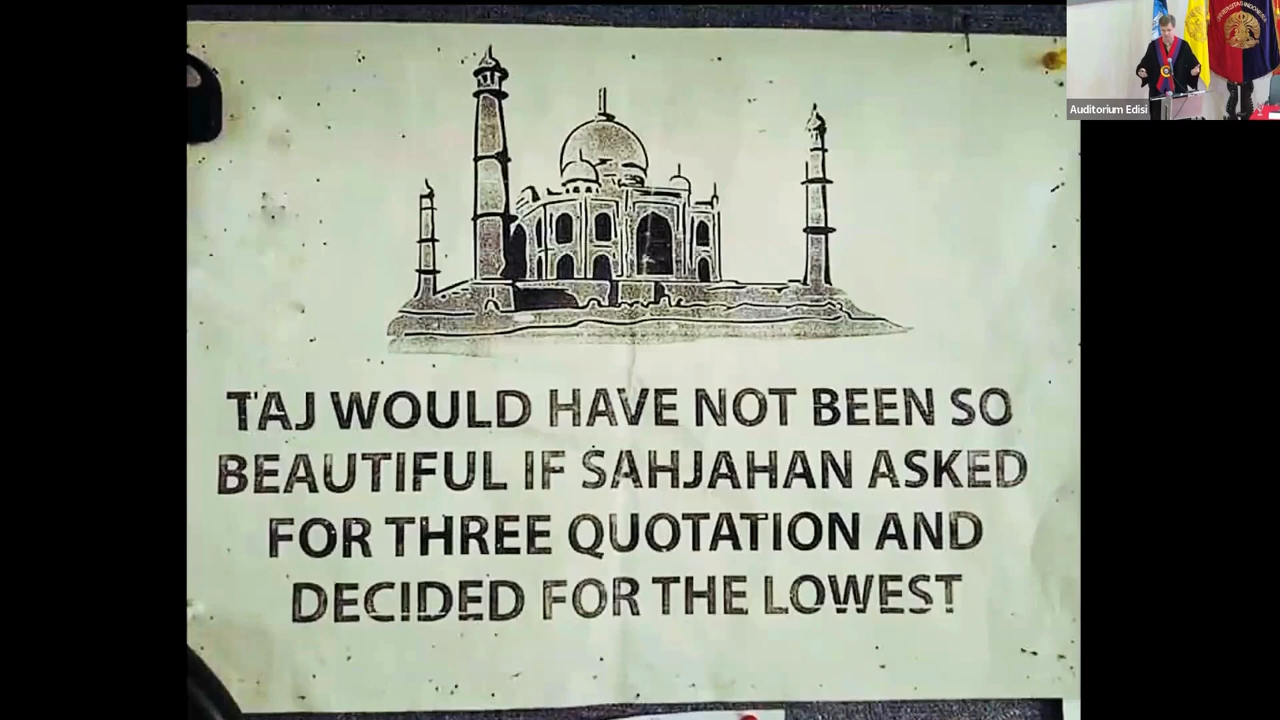 TAJ WOULD HAVE NOT BEEN SO
BEAUTIFUL IF SAHJAHAN ASKED
FOR THREE QUOTATION AND
DECIDED FOR THE LOWEST
Auditorium Edisi